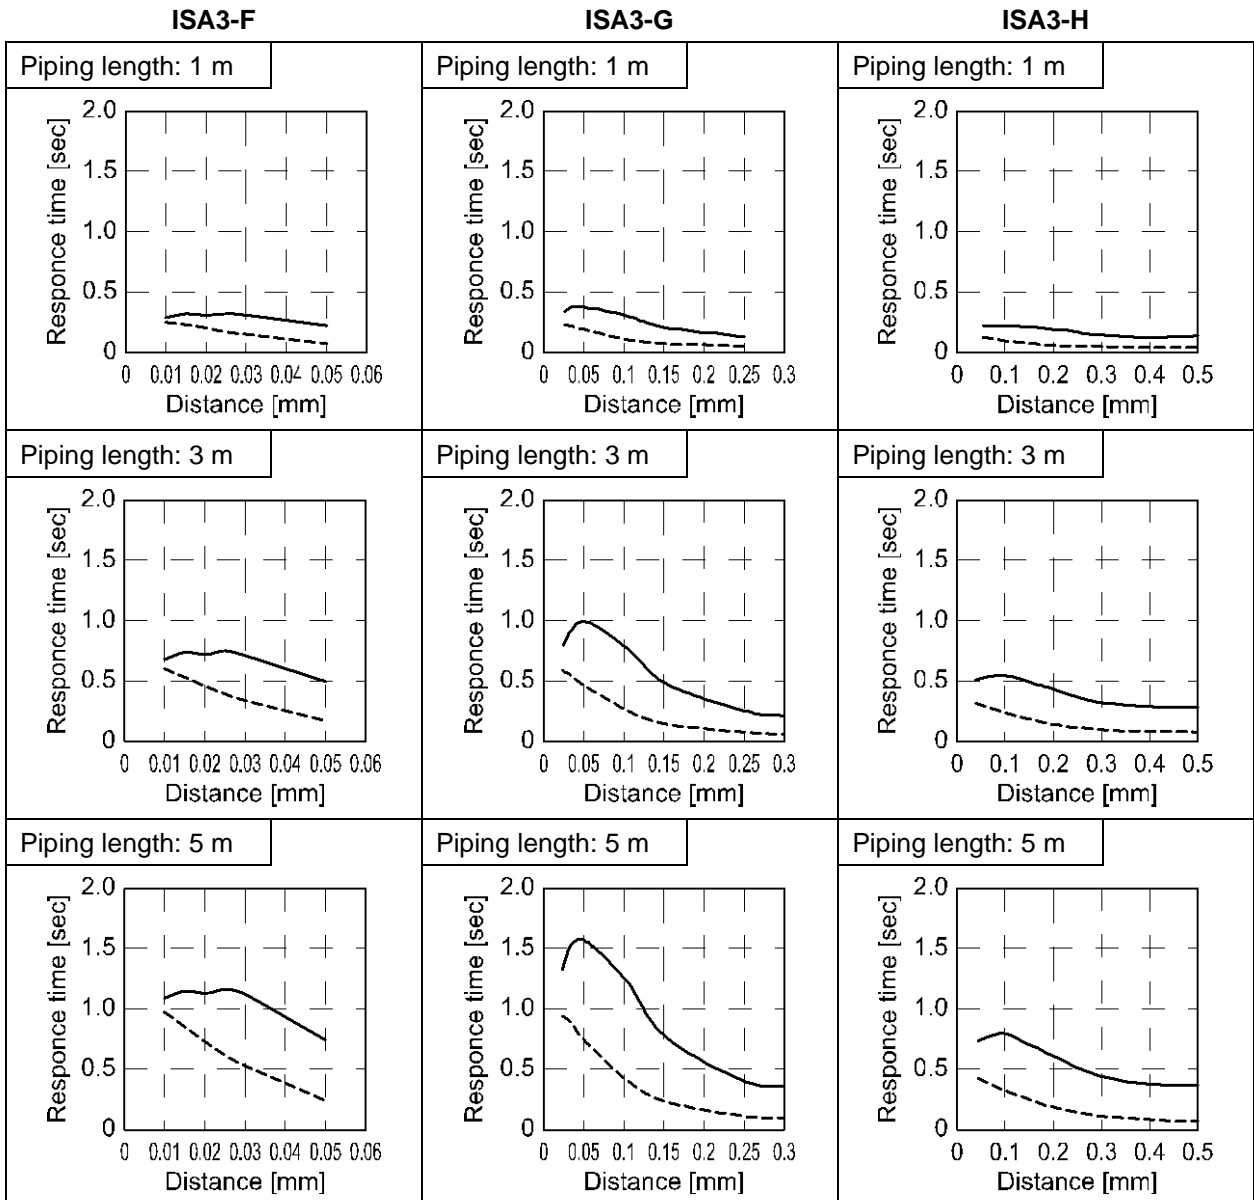 ISA3-F ISA3-G ISA3-H
Piping length: 1 m Piping length: 1 m Piping length: 1 m
Responce time [sec]
2.0
1.5
1.0
0.5
0
0 0.01 0.02 0.03 0.04 0.05 0.06
Distance [mm]
Responce time [sec]
2.0
1.5
1.0
0.5
0
0 0.05 0.1 0.15 0.2 0.25 0.3
Distance [mm]
Responce time [sec]
2.0
1.5
1.0
0.5
0
0 0.1 0.2 0.3 0.4 0.5
Distance [mm]
Piping length: 3 m Piping length: 3 m Piping length: 3 m
Responce time [sec]
2.0
1.5
1.0
0.5
0
0 0.01 0.02 0.03 0.04 0.05 0.06
Distance [mm]
Responce time [sec]
2.0
1.5
1.0
0.5
0
0 0.05 0.1 0.15 0.2 0.25 0.3
Distance [mm]
Responce time [sec]
2.0
1.5
1.0
0.5
0
0 0.1 0.2 0.3 0.4 0.5
Distance [mm]
Piping length: 5 m Piping length: 5 m Piping length: 5 m
Responce time [sec]
2.0
1.5
1.0
0.5
0
0 0.01 0.02 0.03 0.04 0.05 0.06
Distance [mm]
Responce time [sec]
2.0
1.5
1.0
0.5
0
0 0.05 0.1 0.15 0.2 0.25 0.3
Distance [mm]
Responce time [sec]
2.0
1.5
1.0
0.5
0
0 0.1 0.2 0.3 0.4 0.5
Distance [mm]